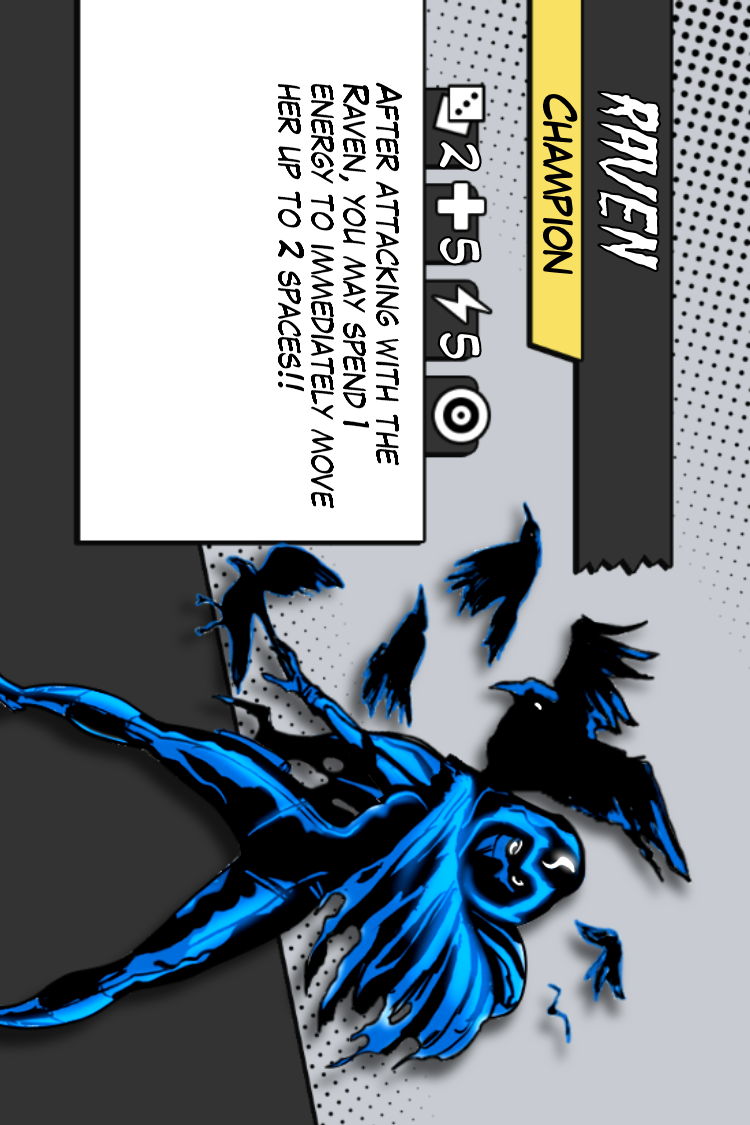 RAVEN
CHAMPION
2 5 5
AFTER ATTACKING WITH THE
RAVEN, YOU MAY SPEND 1
ENERGY TO IMMEDIATELY MOVE
HER UP TO 2 SPACES!!